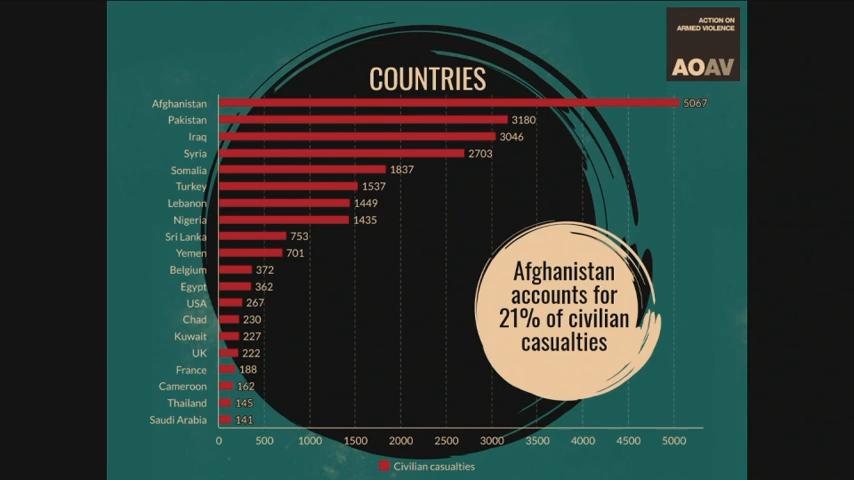 ACTION ON
ARMED VIOLENCE
AOAV
COUNTRIES
Afghanistan 5067
Pakistan 3180
Iraq 3046
Syria 2703
Somalia 1837
Turkey 1537
Lebanon 1449
Nigeria 1435
Sri Lanka 753
Yemen 701
Belgium 372
Egypt 362
USA 267
Chad 230
Kuwait 227
UK 222
France 188
Cameroon 162
Thailand 145
Saudi Arabia 141
0 500 1000 1500 2000 2500 3000 3500 4000 4500 5000
Civilian casualties
Afghanistan
accounts for
21% of civilian
casualties